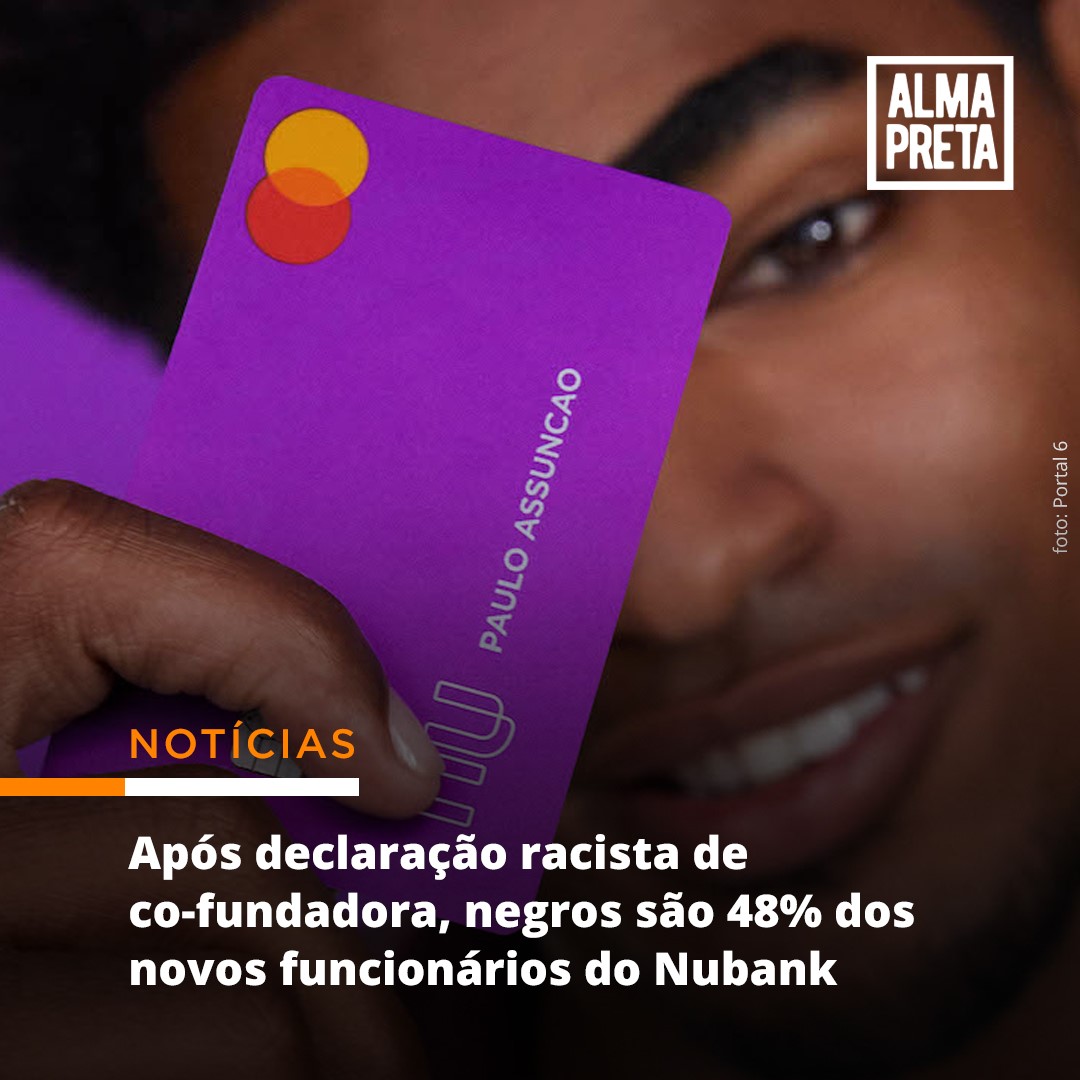 ALMA
PRETA
PAULO ASSUNCAO
nu
foto: Portal 6
NOTÍCIAS
Após declaração racista de
co-fundadora, negros são 48% dos
novos funcionários do Nubank